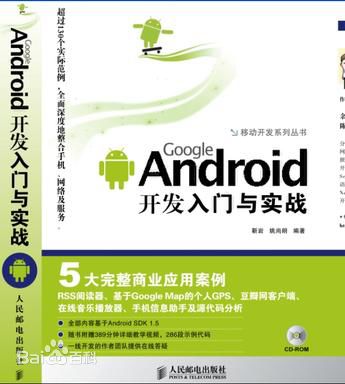 Google
Android
开发入门与实战
人民邮电出版社
超过130个实际范例,全面深度地整合手机、网络及服务。
移动开发系列丛书
Google
Android
开发入门与实战
靳岩 姚尚朗 编著
5大完整商业应用案例
RSS阅读器、基于Google Map的个人GPS、豆瓣网客户端、
在线音乐播放器、手机信息助手及源代码分析
全部内容基于Android SDK 1.5
随书附赠389分钟详细教学视频，286段示例代码
一线开发的作者团队提供在线答疑
CD-ROM
人民邮电出版社
POSTS & TELECOM PRESS
Bai百科